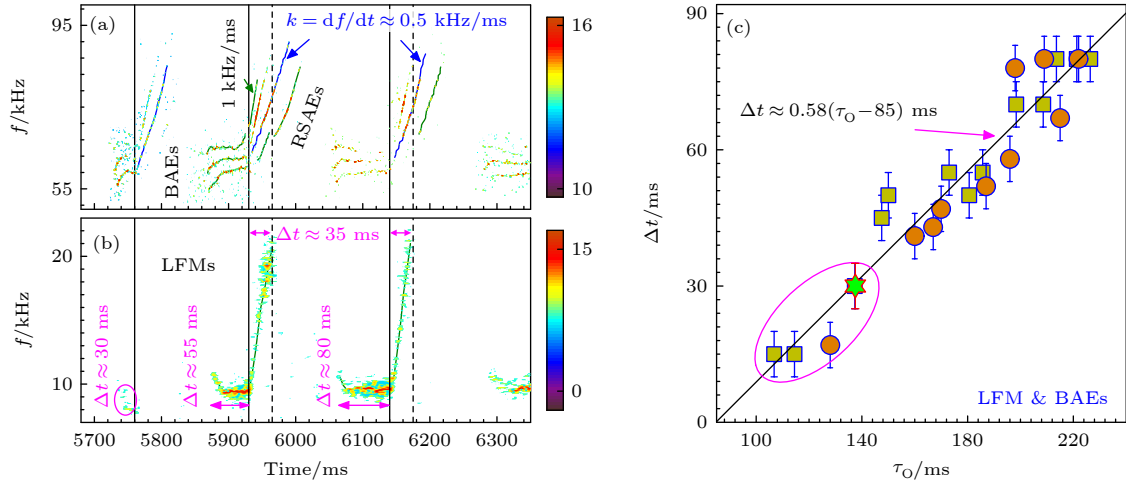 (a)
95
55
f/kHz
BAEs
1 kHz/ms
k = df/dt ≈ 0.5 kHz/ms
RSAEs
16
10
(b)
20
10
f/kHz
LFMs
Δt ≈ 35 ms
Δt ≈ 30 ms
Δt ≈ 55 ms
Δt ≈ 80 ms
15
0
5700 5800 5900 6000 6100 6200 6300
Time/ms
(c)
90
60
30
0
Δt/ms
Δt ≈ 0.58(τO−85) ms
LFM & BAEs
100 140 180 220
τO/ms